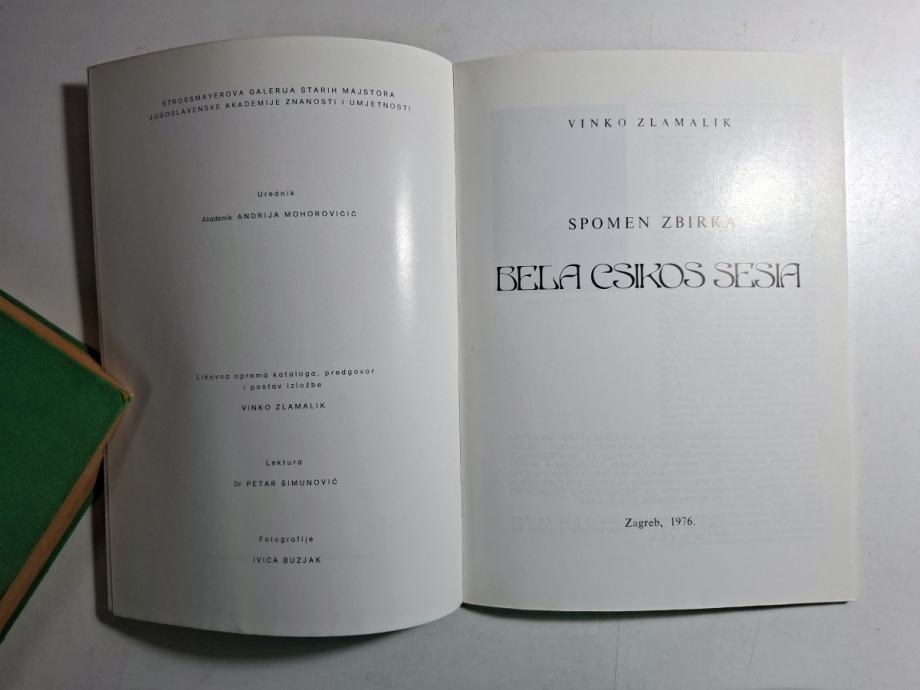 STROSSMAYEROVA GALERIJA STARIH MAJSTORA
JUGOSLAVENSKE AKADEMIJE ZNANOSTI I UMJETNOSTI
Urednik
Akademik ANDRIJA MOHOROVIČIĆ
Likovna oprema kataloga, predgovor
i postav izložbe
VINKO ZLAMALIK
Lektura
Dr PETAR ŠIMUNOVIĆ
Fotografije
IVICA BUZJAK
VINKO ZLAMALIK
SPOMEN ZBIRKA
BELA CSIKOS SESIA
Zagreb, 1976.